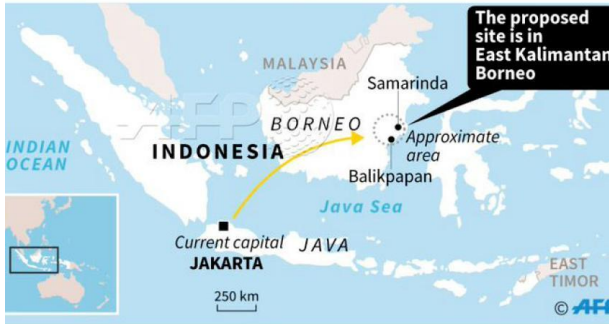 The proposed
site is in
East Kalimantan
Borneo
MALAYSIA
Samarinda
AFP
BORNEO
INDIAN
OCEAN
INDONESIA
Approximate
area
Balikpapan
Java Sea
Current capital
JAVA
JAKARTA
EAST
TIMOR
250 km
© AFP